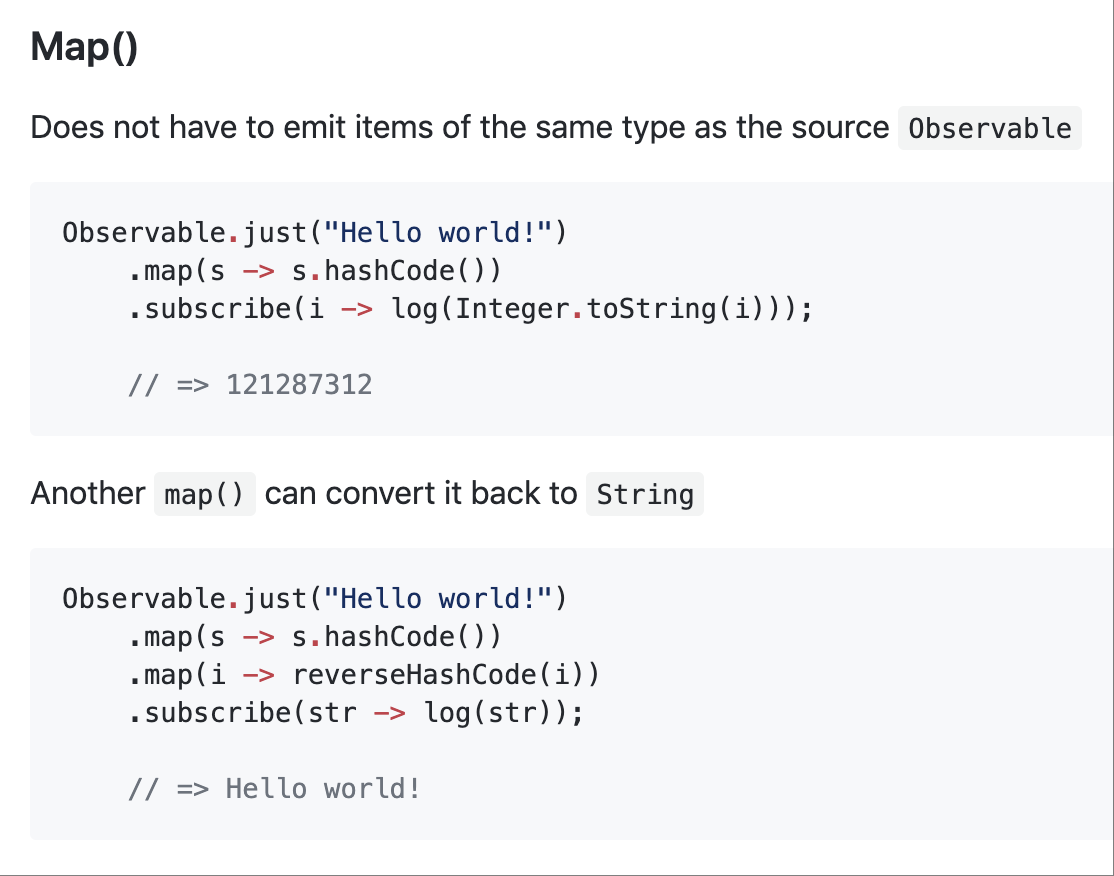 Map()
Does not have to emit items of the same type as the source Observable
Observable.just("Hello world!")
    .map(s -> s.hashCode())
    .subscribe(i -> log(Integer.toString(i)));
    // => 121287312
Another map() can convert it back to String
Observable.just("Hello world!")
    .map(s -> s.hashCode())
    .map(i -> reverseHashCode(i))
    .subscribe(str -> log(str));
    // => Hello world!